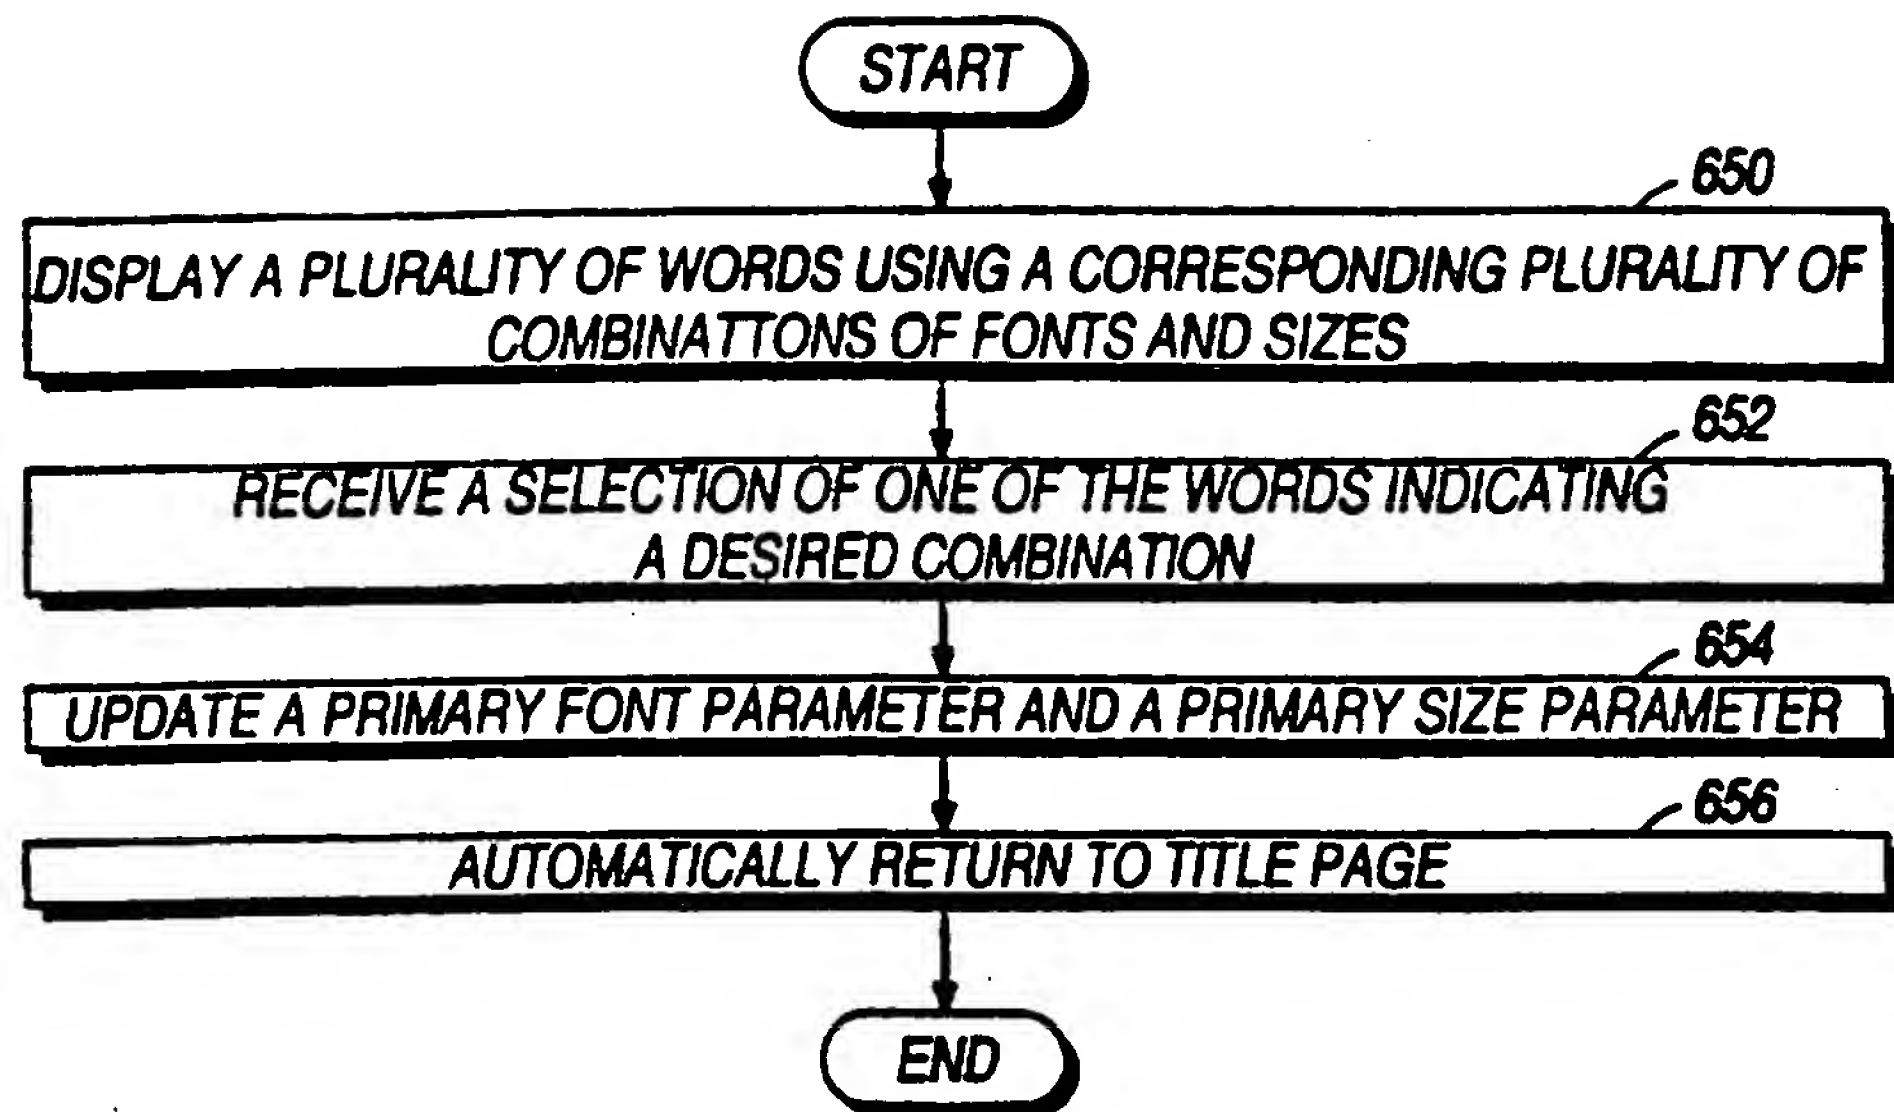 START
650
DISPLAY A PLURALITY OF WORDS USING A CORRESPONDING PLURALITY OF
COMBINATTONS OF FONTS AND SIZES
652
RECEIVE A SELECTION OF ONE OF THE WORDS INDICATING
A DESIRED COMBINATION
654
UPDATE A PRIMARY FONT PARAMETER AND A PRIMARY SIZE PARAMETER
656
AUTOMATICALLY RETURN TO TITLE PAGE
END